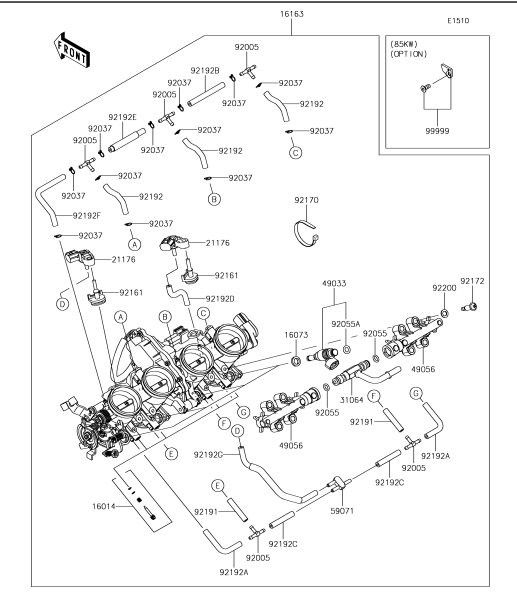 16163
E1510
FRONT
(85KW)
(OPTION)
99999
92005
92037
92192B
92037
92005
92037
92037
92192
92192E
92037
92037
92005
92037
92037
92037
C
92192
92037
92037
92192
92037
B
92192F
92037
92037
A
92170
21176
21176
92161
D
92161
92192D
49033
92200
92172
A
B
C
16073
92055A
92055
49056
31064
92055
F
G
92191
49056
G
F
D
E
92192C
92005
92192A
92192C
16014
E
92191
59071
92005
92192C
92192A